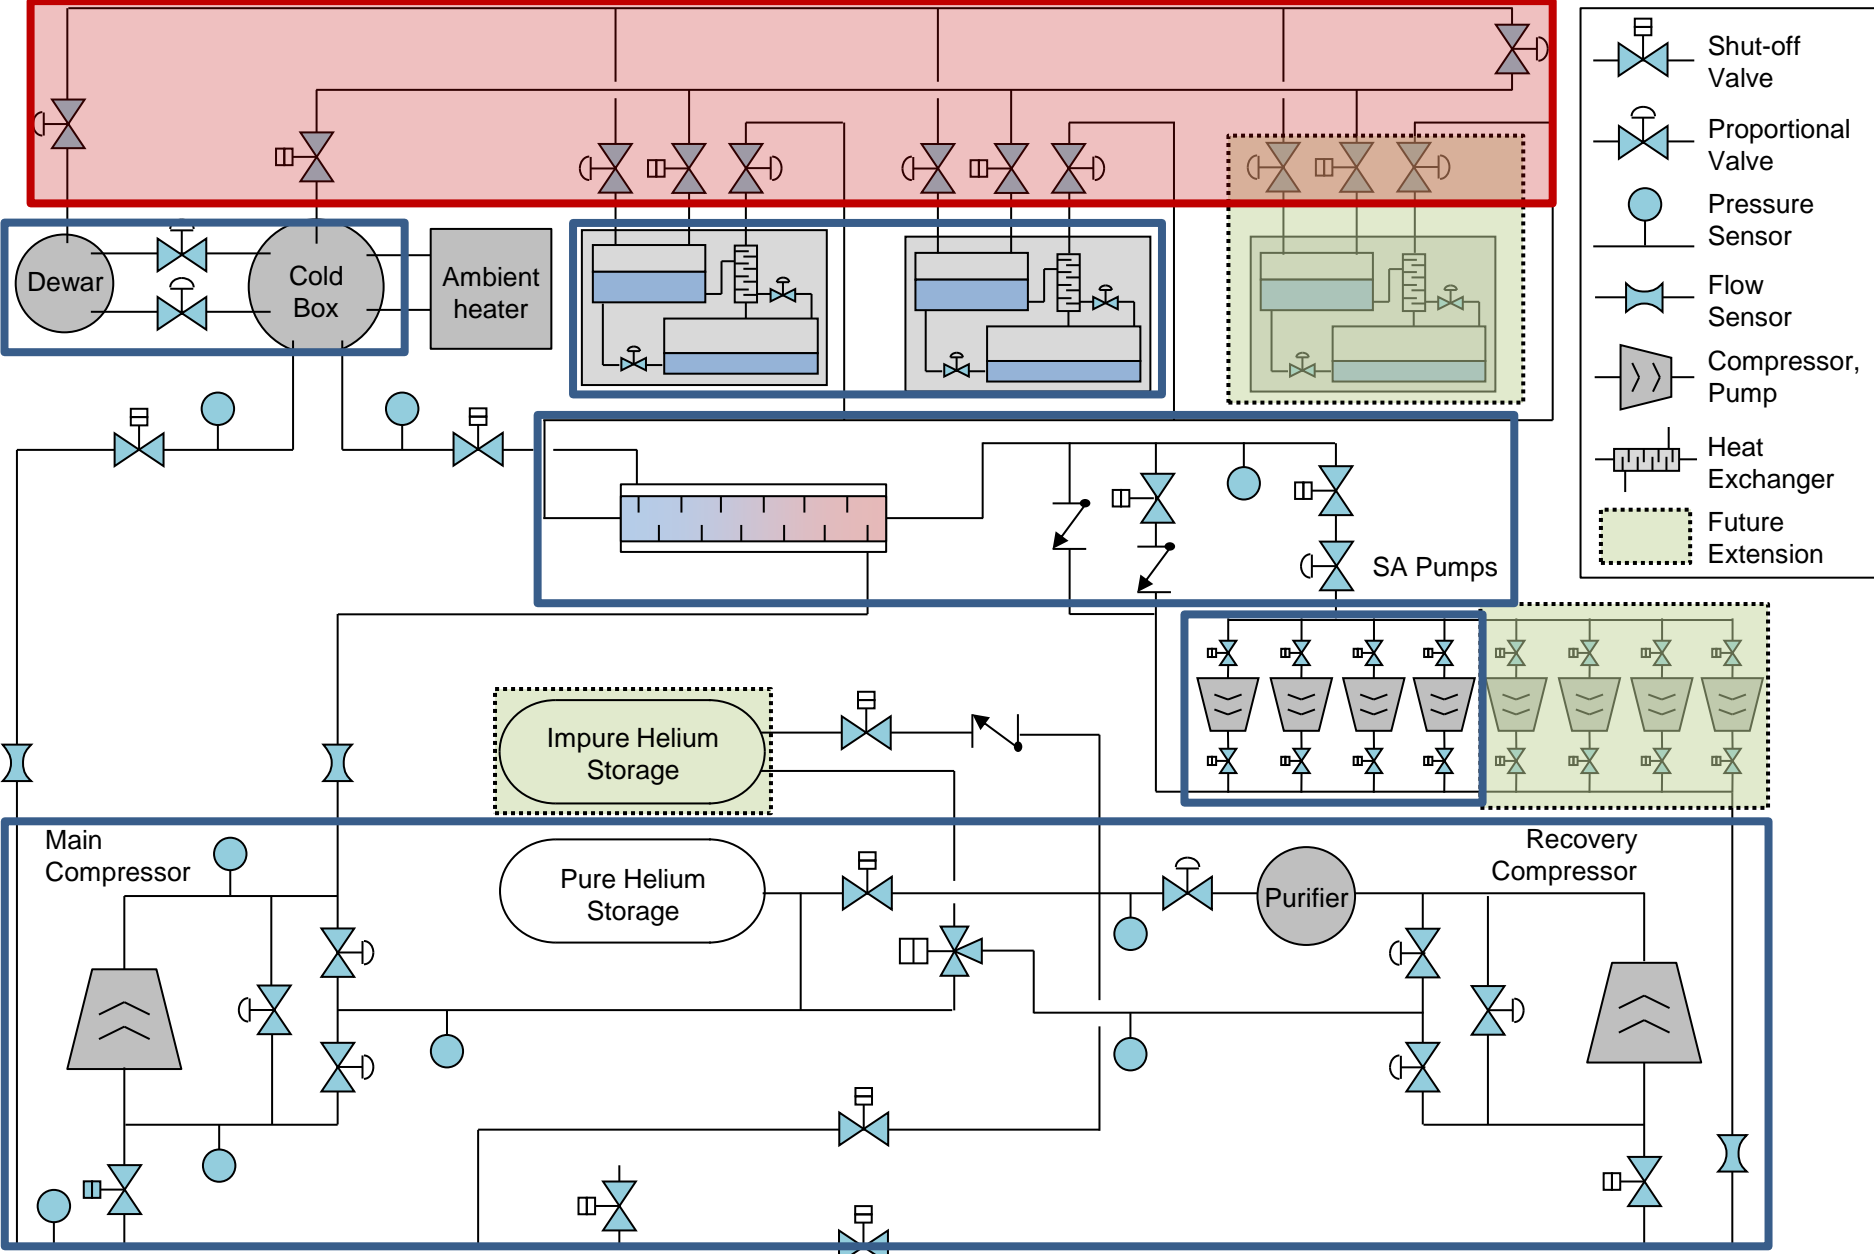 Shut-off
Valve
Proportional
Valve
Pressure
Sensor
Flow
Sensor
Compressor,
Pump
Heat
Exchanger
Future
Extension
Dewar
Cold
Box
Ambient
heater
SA Pumps
Impure Helium
Storage
Main
Compressor
Pure Helium
Storage
Purifier
Recovery
Compressor